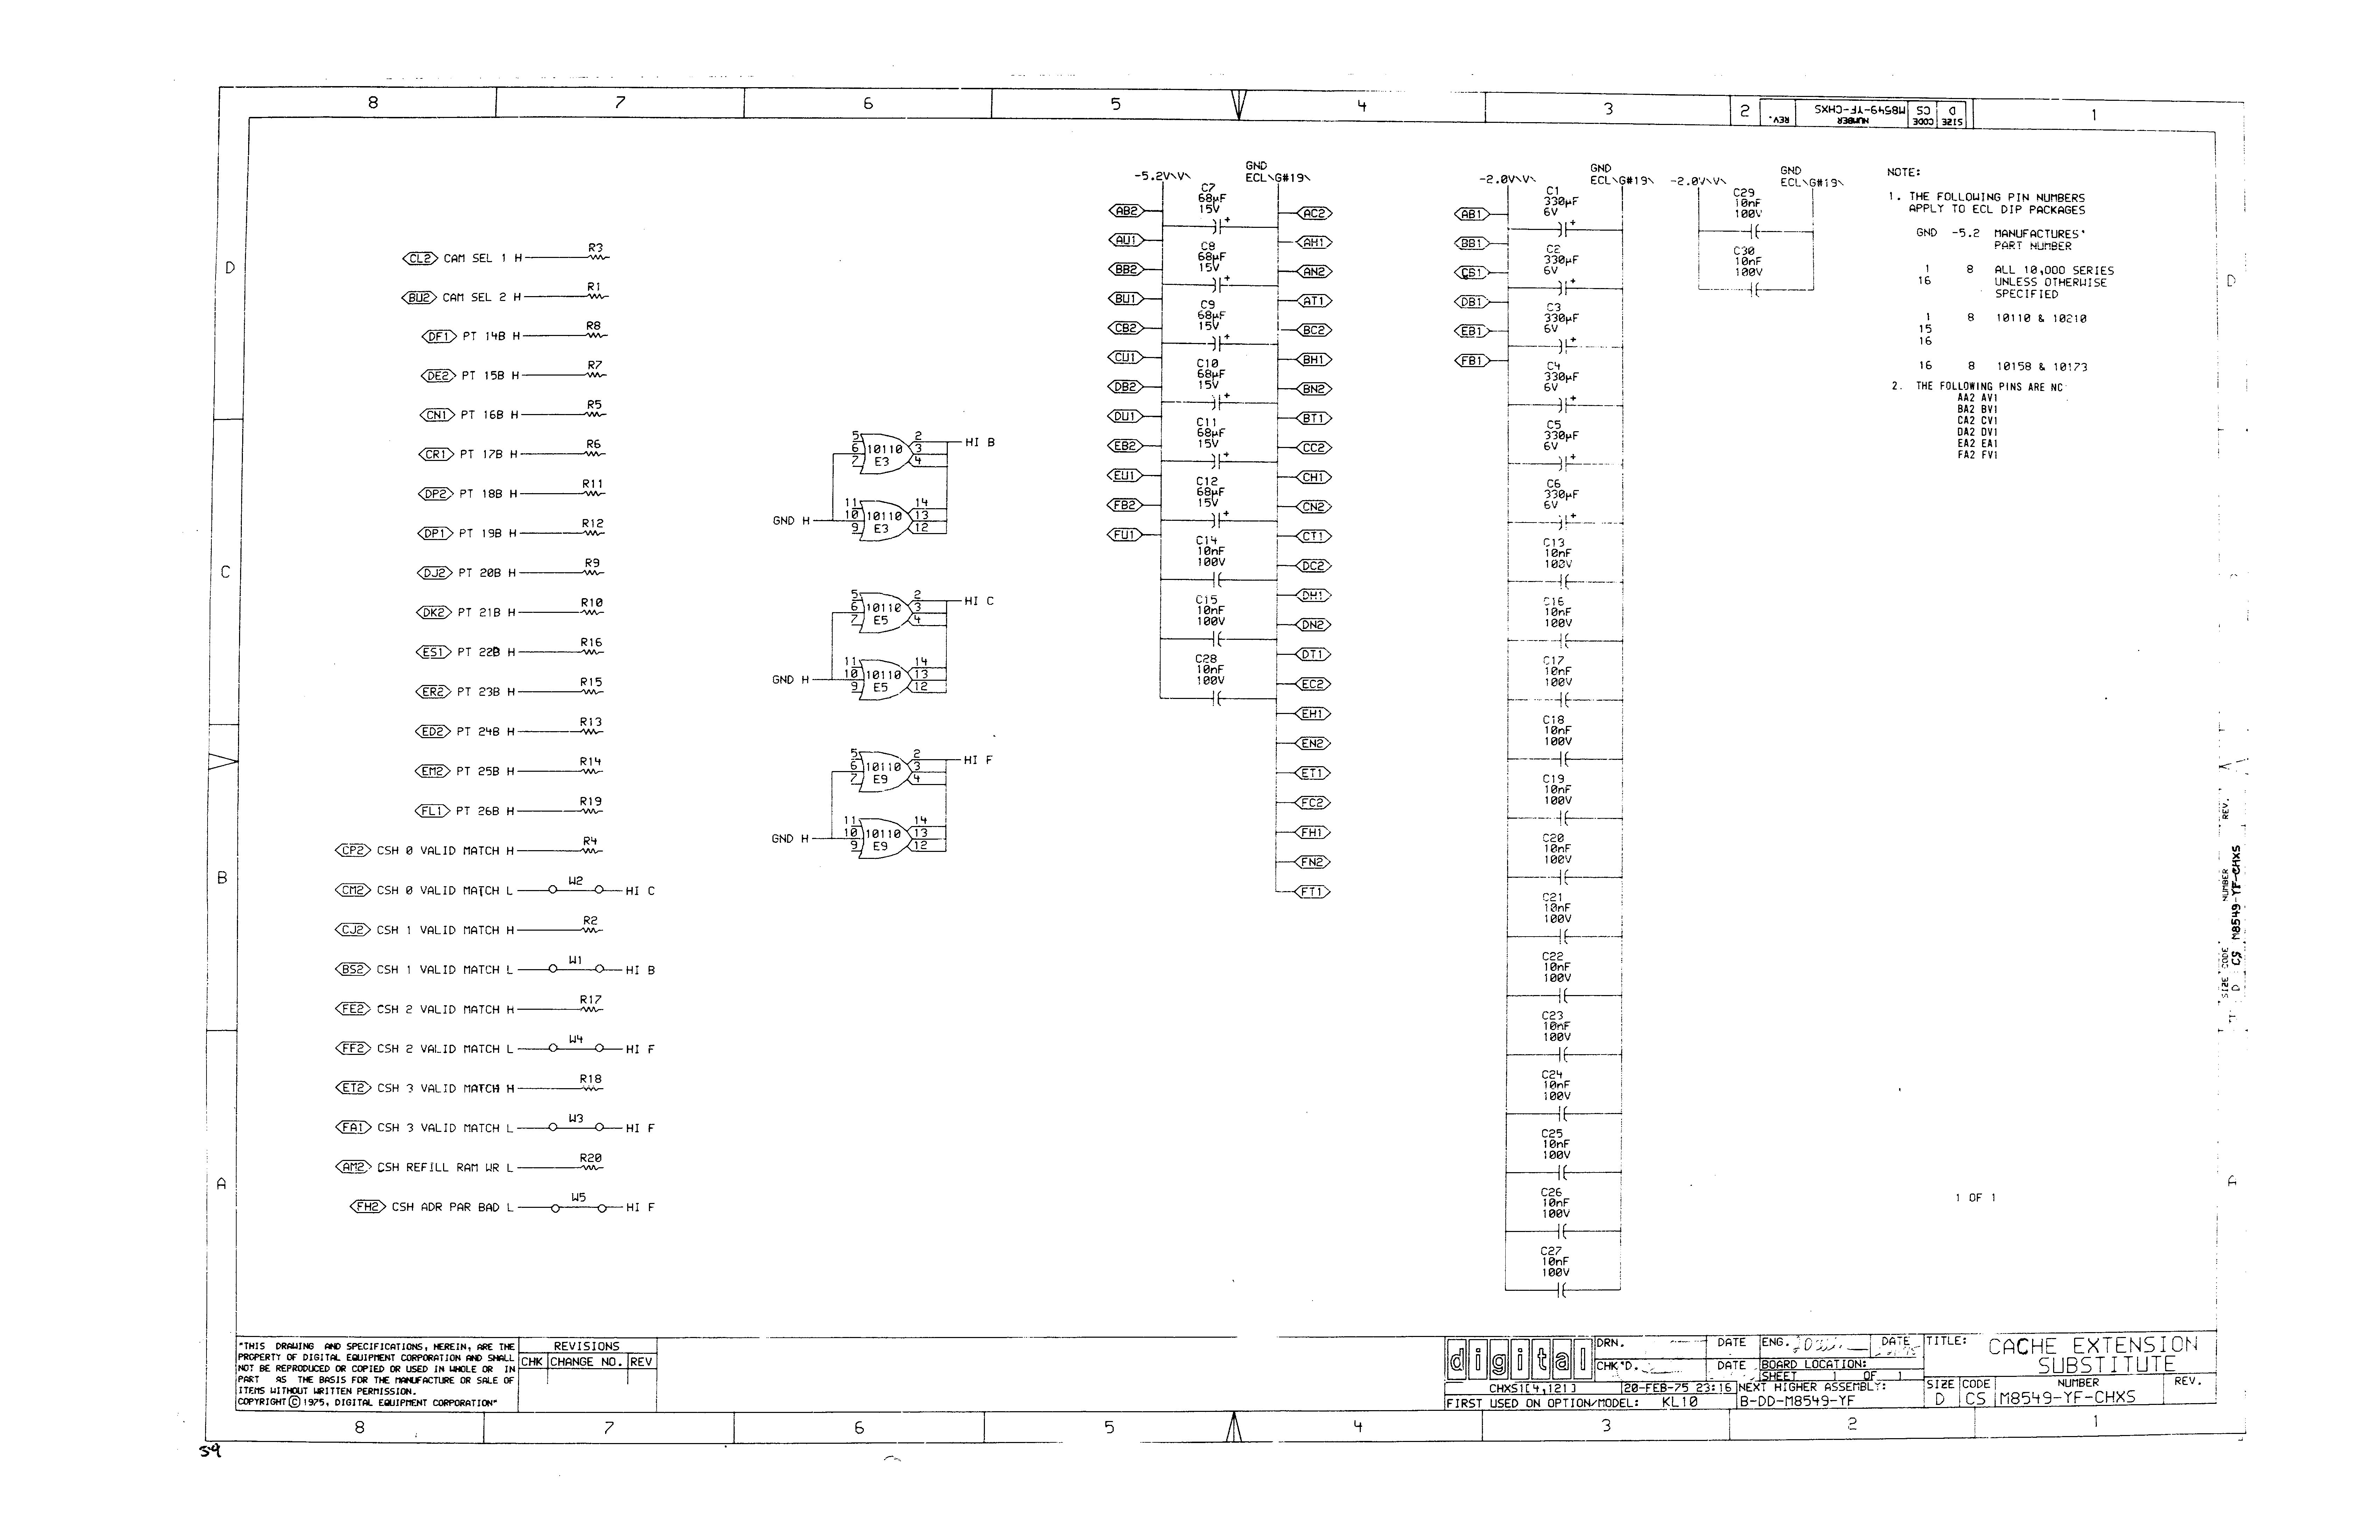 8 7 6 5 4 3 2 1
REV. NUMBER M8549-YF-CHXS CODE CS SIZE D
D
C
B
A
CL2 CAM SEL 1 H R3
BU2 CAM SEL 2 H R1
DF1 PT 14B H R8
DE2 PT 15B H R7
CN1 PT 16B H R5
CR1 PT 17B H R6
DP2 PT 18B H R11
DP1 PT 19B H R12
DJ2 PT 20B H R9
DK2 PT 21B H R10
ES1 PT 22B H R16
ER2 PT 23B H R15
ED2 PT 24B H R13
EM2 PT 25B H R14
FL1 PT 26B H R19
CP2 CSH 0 VALID MATCH H R4
CM2 CSH 0 VALID MATCH L W2 HI C
CJ2 CSH 1 VALID MATCH H R2
BS2 CSH 1 VALID MATCH L W1 HI B
FE2 CSH 2 VALID MATCH H R17
FF2 CSH 2 VALID MATCH L W4 HI F
ET2 CSH 3 VALID MATCH H R18
FA1 CSH 3 VALID MATCH L W3 HI F
AM2 CSH REFILL RAM WR L R20
FH2 CSH ADR PAR BAD L W5 HI F
5 2
6 10110 3 HI B
7 E3 4
11 14
GND H 10 10110 13
9 E3 12
5 2
6 10110 3 HI C
7 E5 4
11 14
GND H 10 10110 13
9 E5 12
5 2
6 10110 3 HI F
7 E9 4
11 14
GND H 10 10110 13
9 E9 12
-5.2V\V\
GND
ECL\G#19\
AB2
AU1
BB2
BU1
CB2
CU1
DB2
DU1
EB2
EU1
FB2
FU1
C7
68µF
15V
+
C8
68µF
15V
+
C9
68µF
15V
+
C10
68µF
15V
+
C11
68µF
15V
+
C12
68µF
15V
+
C14
10nF
100V
C15
10nF
100V
C28
10nF
100V
AC2
AH1
AN2
AT1
BC2
BH1
BN2
BT1
CC2
CH1
CN2
CT1
DC2
DH1
DN2
DT1
EC2
EH1
EN2
ET1
FC2
FH1
FN2
FT1
-2.0V\V\
GND
ECL\G#19\
AB1
BB1
CB1
DB1
EB1
FB1
C1
330µF
6V
+
C2
330µF
6V
+
C3
330µF
6V
+
C4
330µF
6V
+
C5
330µF
6V
+
C6
330µF
6V
+
C13
10nF
100V
C16
10nF
100V
C17
10nF
100V
C18
10nF
100V
C19
10nF
100V
C20
10nF
100V
C21
10nF
100V
C22
10nF
100V
C23
10nF
100V
C24
10nF
100V
C25
10nF
100V
C26
10nF
100V
C27
10nF
100V
-2.0V\V\
GND
ECL\G#19\
C29
10nF
100V
C30
10nF
100V
NOTE:
1. THE FOLLOWING PIN NUMBERS
APPLY TO ECL DIP PACKAGES
GND -5.2 MANUFACTURES'
PART NUMBER
1 8 ALL 10,000 SERIES
16 UNLESS OTHERWISE
SPECIFIED
1 8 10110 & 10210
15
16
16 8 10158 & 10173
2. THE FOLLOWING PINS ARE NC
AA2 AV1
BA2 BV1
CA2 CV1
DA2 DV1
EA2 EA1
FA2 FV1
D
A
SIZE D CODE CS NUMBER M8549-YF-CHXS REV.
1 OF 1
"THIS DRAWING AND SPECIFICATIONS, HEREIN, ARE THE
PROPERTY OF DIGITAL EQUIPMENT CORPORATION AND SHALL
NOT BE REPRODUCED OR COPIED OR USED IN WHOLE OR IN
PART AS THE BASIS FOR THE MANUFACTURE OR SALE OF
ITEMS WITHOUT WRITTEN PERMISSION.
COPYRIGHT © 1975, DIGITAL EQUIPMENT CORPORATION"
REVISIONS
CHK CHANGE NO. REV
digital
DRN. DATE ENG. DATE
CHK'D. DATE BOARD LOCATION:
SHEET 1 OF 1
CHXS1[4,121] 20-FEB-75 23:16 NEXT HIGHER ASSEMBLY:
FIRST USED ON OPTION/MODEL: KL10 B-DD-M8549-YF
TITLE: CACHE EXTENSION
SUBSTITUTE
SIZE CODE NUMBER REV.
D CS M8549-YF-CHXS
8 7 6 5 4 3 2 1
59